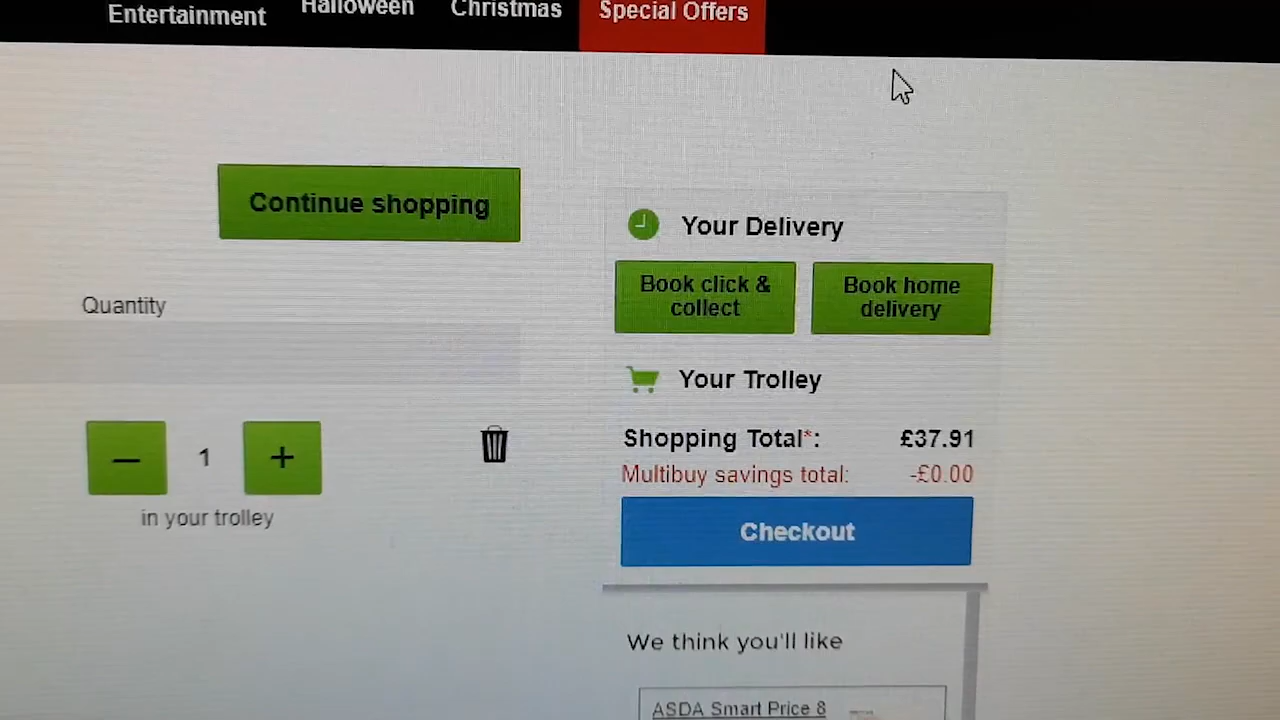 Entertainment
Halloween
Christmas
Special Offers
Continue shopping
Quantity
– 1 +
in your trolley
Your Delivery
Book click &
collect
Book home
delivery
Your Trolley
Shopping Total*: £37.91
Multibuy savings total: -£0.00
Checkout
We think you'll like
ASDA Smart Price 8